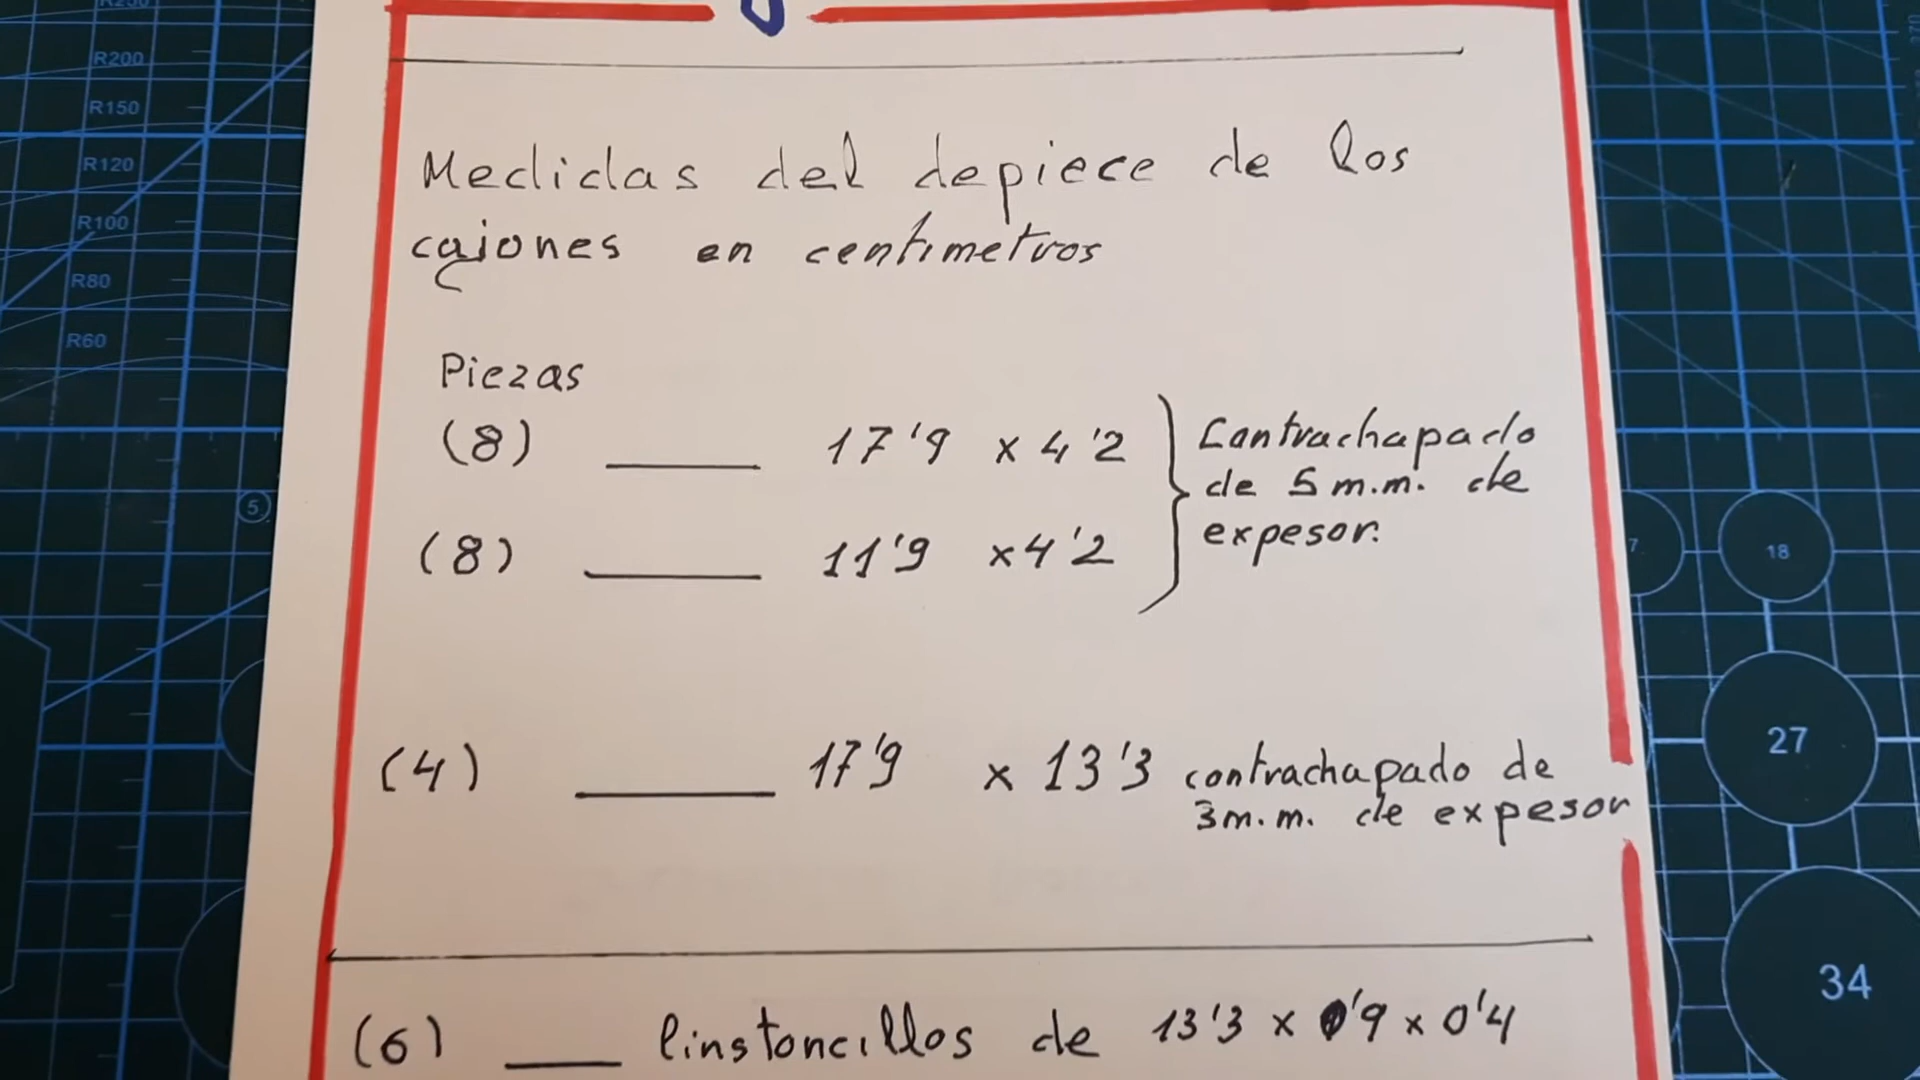 R200
R150
R120
R100
R80
R60
5
Medidas del depiece de los
cajones en centimetros
Piezas
(8) ____ 17'9 x 4'2
(8) ____ 11'9 x 4'2
Contrachapado
de 5 m.m. de
expesor.
(4) ____ 17'9 x 13'3 contrachapado de
3 m.m. de expesor
(6) ____ linstoncillos de 13'3 x 0'9 x 0'4
7
18
27
34